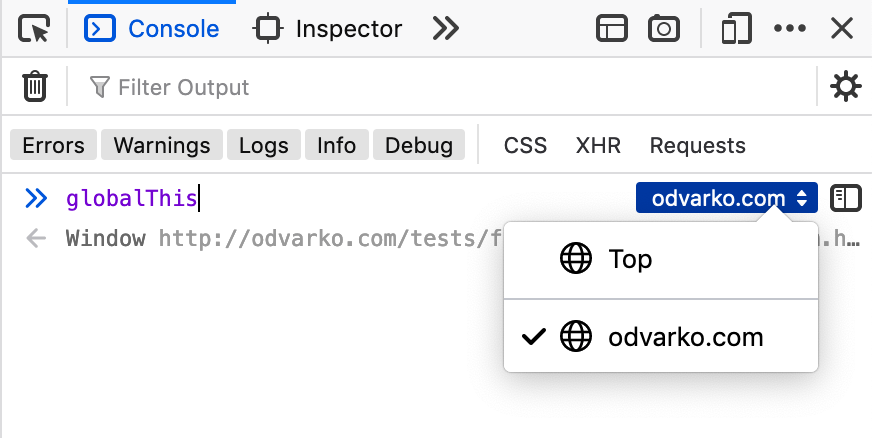 Console Inspector
Filter Output
Errors Warnings Logs Info Debug CSS XHR Requests
globalThis odvarko.com
Window http://odvarko.com/tests/f
Top
odvarko.com